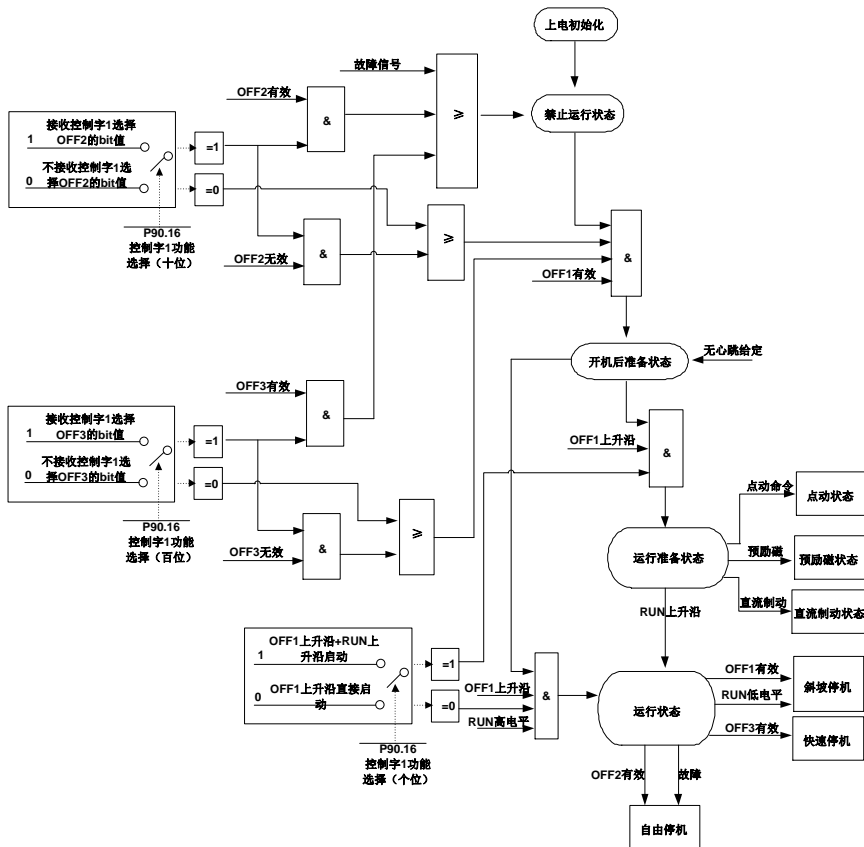 上电初始化
故障信号
OFF2有效
&
≥
禁止运行状态
接收控制字1选择
1 OFF2的bit值
=1
不接收控制字1选
0 择OFF2的bit值
=0
P90.16
控制字1功能
选择（十位）
OFF2无效
&
≥
&
OFF1有效
开机后准备状态
无心跳给定
OFF3有效
&
接收控制字1选择
1 OFF3的bit值
=1
不接收控制字1选
0 择OFF3的bit值
=0
P90.16
控制字1功能
选择（百位）
OFF3无效
&
≥
OFF1上升沿
&
点动命令
点动状态
运行准备状态
预励磁
预励磁状态
直流制动
直流制动状态
RUN上升沿
OFF1上升沿+RUN上
1 升沿启动
=1
0 OFF1上升沿直接启
动
=0
P90.16
控制字1功能
选择（个位）
OFF1上升沿
&
RUN高电平
运行状态
OFF1有效
斜坡停机
RUN低电平
OFF3有效
快速停机
OFF2有效
故障
自由停机